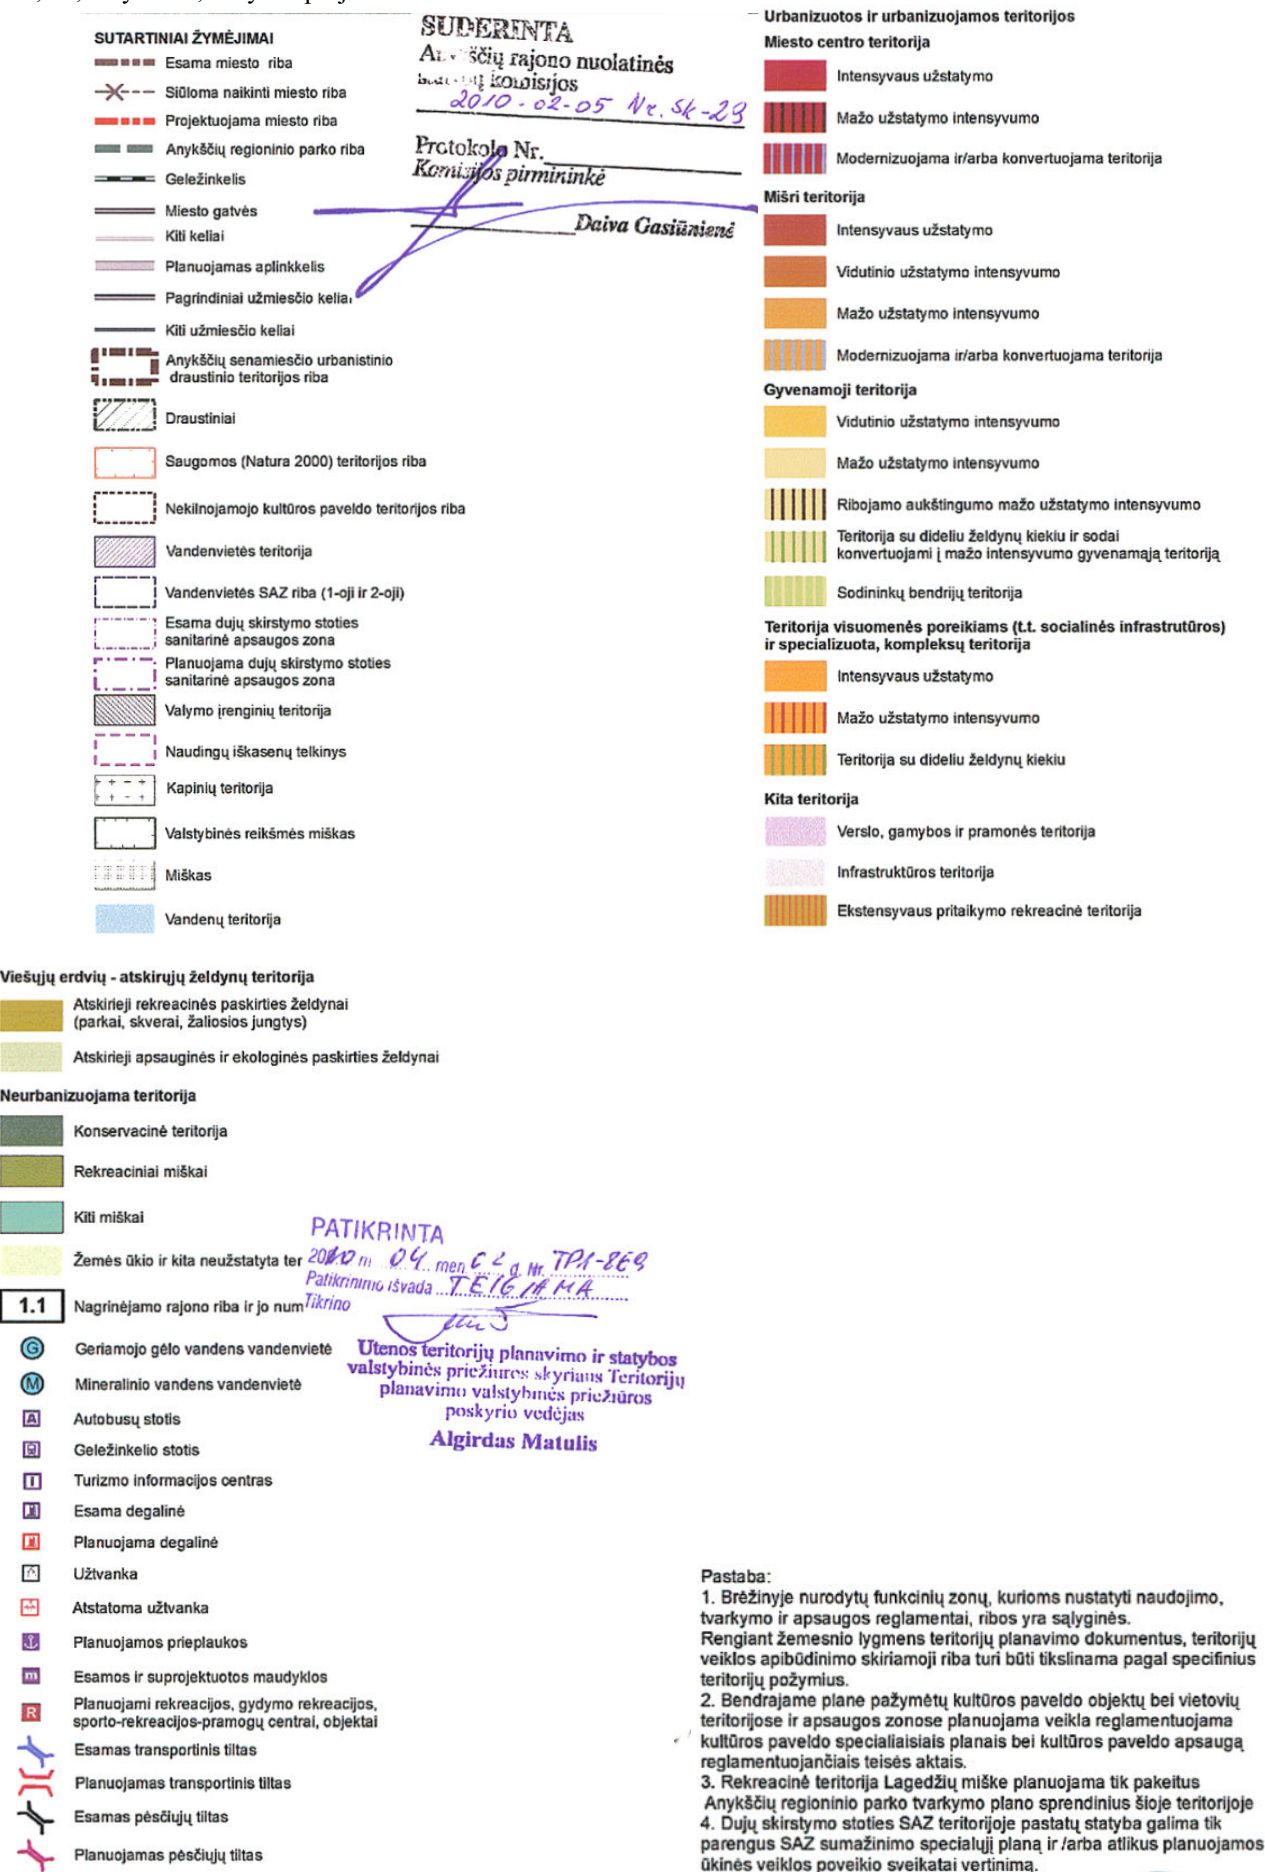 SUTARTINIAI ŽYMĖJIMAI
Esama miesto riba
Siūloma naikinti miesto riba
Projektuojama miesto riba
Anykščių regioninio parko riba
Geležinkelis
Miesto gatvės
Kiti keliai
Planuojamas aplinkkelis
Pagrindiniai užmiesčio keliai
Kiti užmiesčio keliai
Anykščių senamiesčio urbanistinio
draustinio teritorijos riba
Draustiniai
Saugomos (Natura 2000) teritorijos riba
Nekilnojamojo kultūros paveldo teritorijos riba
Vandenvietės teritorija
Vandenvietės SAZ riba (1-oji ir 2-oji)
Esama dujų skirstymo stoties
sanitarinė apsaugos zona
Planuojama dujų skirstymo stoties
sanitarinė apsaugos zona
Valymo įrenginių teritorija
Naudingų iškasenų telkinys
Kapinių teritorija
Valstybinės reikšmės miškas
Miškas
Vandenų teritorija
SUDERINTA
rajono nuolatinės
komisijos
2010-02-05 Nr. SK-29
Protokolo Nr.
Komisijos pirmininkė
Daiva Gasiūnienė
Urbanizuotos ir urbanizuojamos teritorijos
Miesto centro teritorija
Intensyvaus užstatymo
Mažo užstatymo intensyvumo
Modernizuojama ir/arba konvertuojama teritorija
Mišri teritorija
Intensyvaus užstatymo
Vidutinio užstatymo intensyvumo
Mažo užstatymo intensyvumo
Modernizuojama ir/arba konvertuojama teritorija
Gyvenamoji teritorija
Vidutinio užstatymo intensyvumo
Mažo užstatymo intensyvumo
Ribojamo aukštingumo mažo užstatymo intensyvumo
Teritorija su dideliu želdynų kiekiu ir sodai
konvertuojami į mažo intensyvumo gyvenamąją teritoriją
Sodininkų bendrijų teritorija
Teritorija visuomenės poreikiams (t.t. socialinės infrastrutūros)
ir specializuota, kompleksų teritorija
Intensyvaus užstatymo
Mažo užstatymo intensyvumo
Teritorija su dideliu želdynų kiekiu
Kita teritorija
Verslo, gamybos ir pramonės teritorija
Infrastruktūros teritorija
Ekstensyvaus pritaikymo rekreacinė teritorija
Viešųjų erdvių - atskirųjų želdynų teritorija
Atskirieji rekreacinės paskirties želdynai
(parkai, skverai, žaliosios jungtys)
Atskirieji apsauginės ir ekologinės paskirties želdynai
Neurbanizuojama teritorija
Konservacinė teritorija
Rekreaciniai miškai
Kiti miškai
Žemės ūkio ir kita neužstatyta ter
1.1 Nagrinėjamo rajono riba ir jo num
G Geriamojo gėlo vandens vandenvietė
M Mineralinio vandens vandenvietė
A Autobusų stotis
Geležinkelio stotis
I Turizmo informacijos centras
Esama degalinė
Planuojama degalinė
Užtvanka
Atstatoma užtvanka
Planuojamos prieplaukos
m Esamos ir suprojektuotos maudyklos
R Planuojami rekreacijos, gydymo rekreacijos,
sporto-rekreacijos-pramogų centrai, objektai
Esamas transportinis tiltas
Planuojamas transportinis tiltas
Esamas pėsčiųjų tiltas
Planuojamas pėsčiųjų tiltas
PATIKRINTA
2010 m. 04 men. 02 d. Nr. TP1-869
Patikrinimo išvada TEIGIAMA
Tikrino
Utenos teritorijų planavimo ir statybos
valstybinės priežiūros skyriaus Teritorijų
planavimo valstybinės priežiūros
poskyrio vedėjas
Algirdas Matulis
Pastaba:
1. Brėžinyje nurodytų funkcinių zonų, kurioms nustatyti naudojimo,
tvarkymo ir apsaugos reglamentai, ribos yra sąlyginės.
Rengiant žemesnio lygmens teritorijų planavimo dokumentus, teritorijų
veiklos apibūdinimo skiriamoji riba turi būti tikslinama pagal specifinius
teritorijų požymius.
2. Bendrajame plane pažymėtų kultūros paveldo objektų bei vietovių
teritorijose ir apsaugos zonose planuojama veikla reglamentuojama
kultūros paveldo specialiaisiais planais bei kultūros paveldo apsaugą
reglamentuojančiais teisės aktais.
3. Rekreacinė teritorija Lagedžių miške planuojama tik pakeitus
Anykščių regioninio parko tvarkymo plano sprendinius šioje teritorijoje
4. Dujų skirstymo stoties SAZ teritorijoje pastatų statyba galima tik
parengus SAZ sumažinimo specialųjį planą ir /arba atlikus planuojamos
ūkinės veiklos poveikio sveikatai vertinimą.